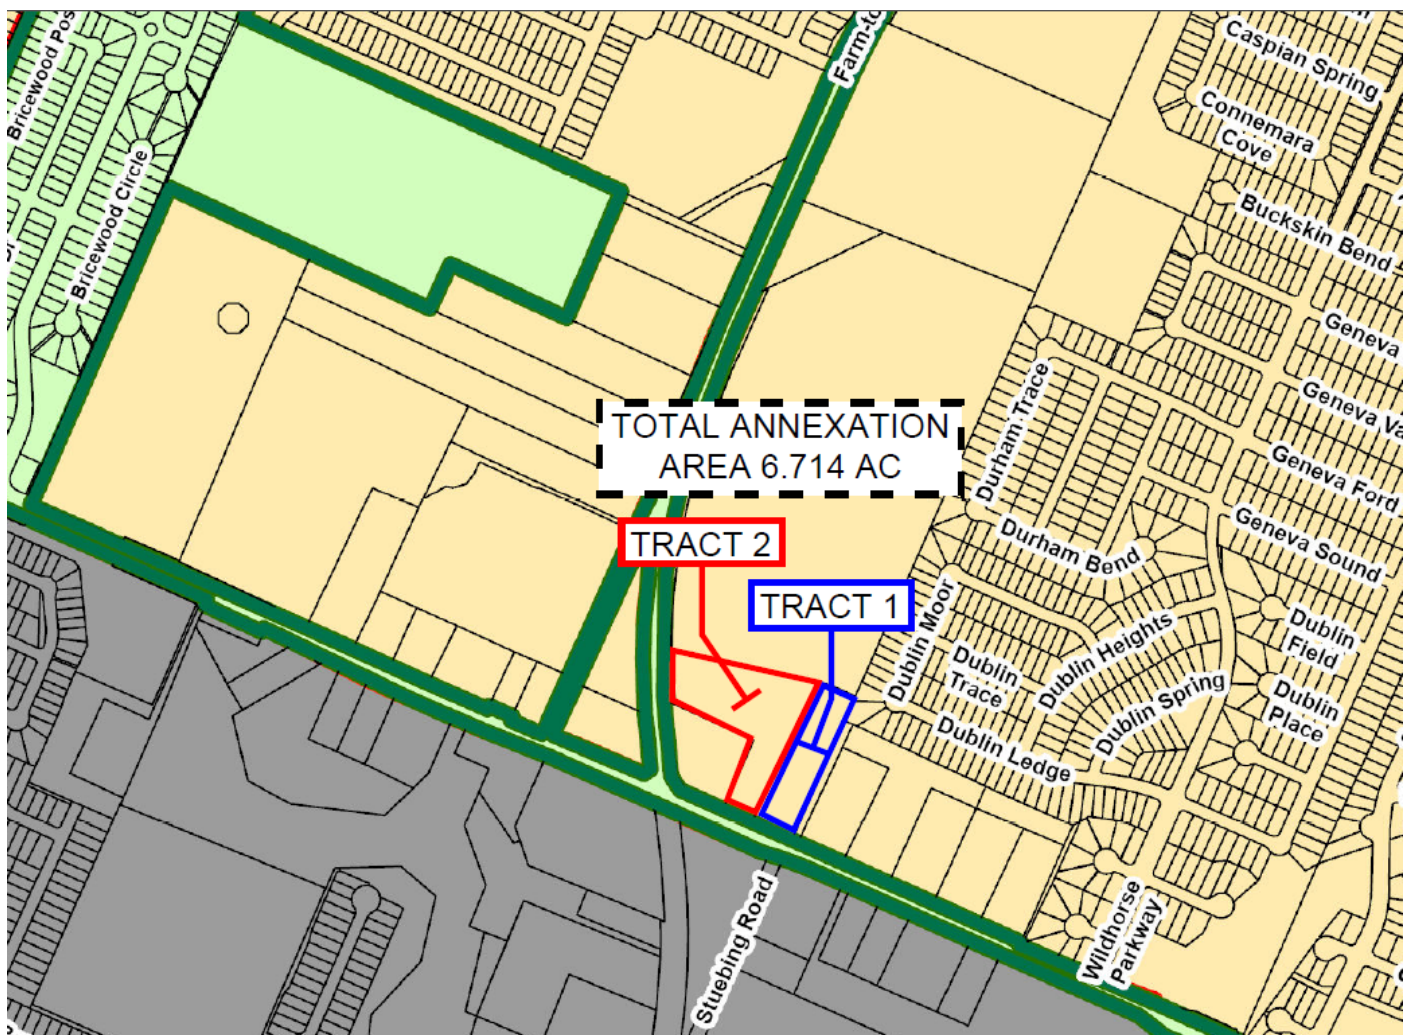 Bricewood Pos
Bricewood Circle
Farm-to
Caspian Spring
Connemara
Cove
Buckskin Bend
Geneva
Geneva Va
Geneva Ford
Geneva Sound
Durham Trace
Durham Bend
TOTAL ANNEXATION
AREA 6.714 AC
TRACT 2
TRACT 1
Dublin Moor
Dublin
Trace
Dublin Heights
Dublin Spring
Dublin
Field
Dublin
Place
Dublin Ledge
Wildhorse
Parkway
Stuebing Road